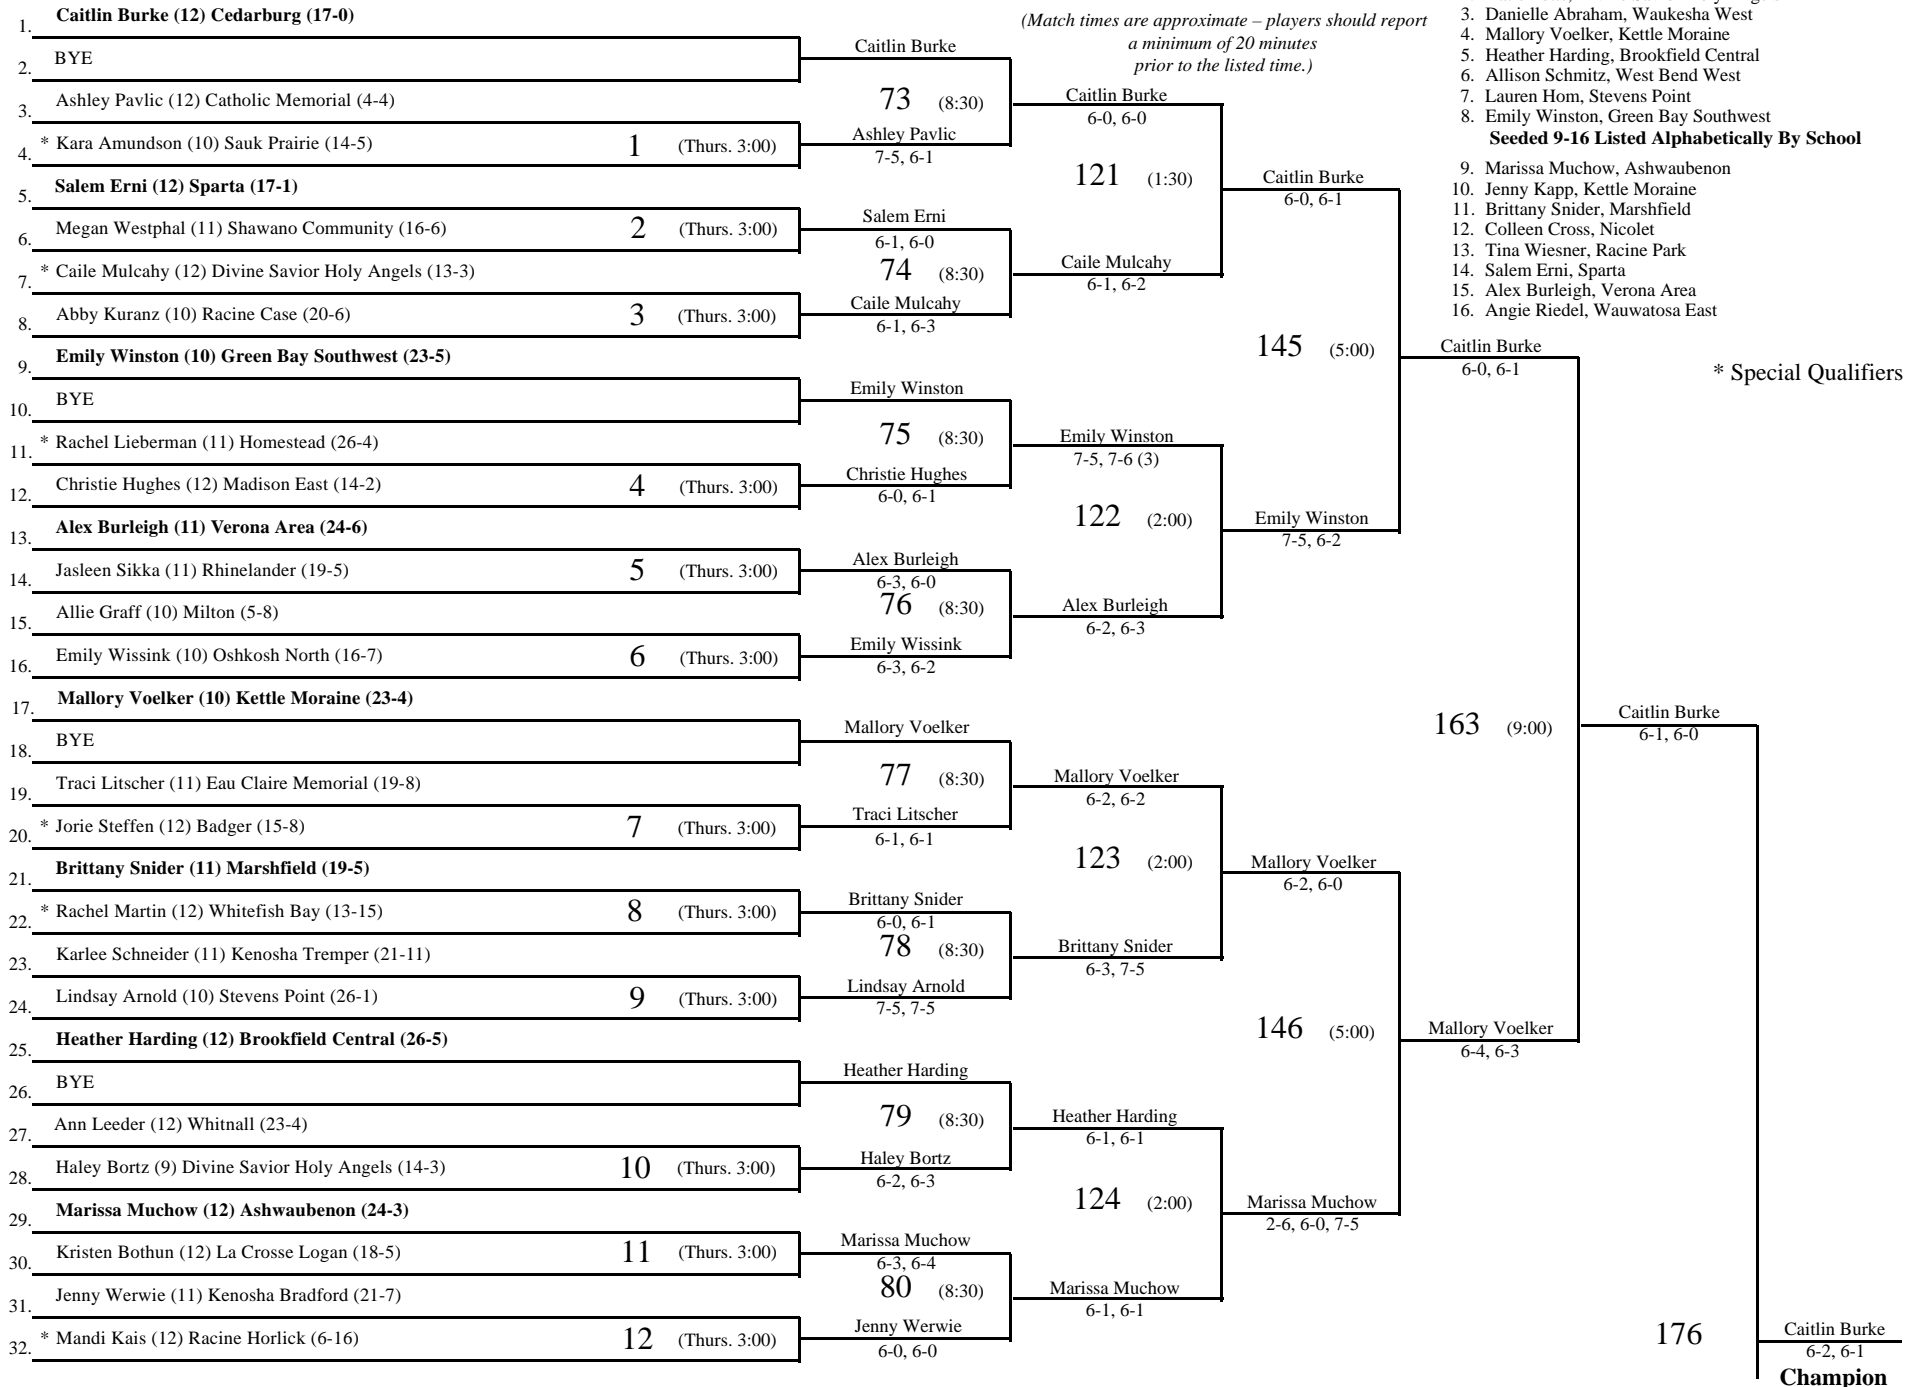 1. Caitlin Burke (12) Cedarburg (17-0)
2. BYE
3. Ashley Pavlic (12) Catholic Memorial (4-4)
4. * Kara Amundson (10) Sauk Prairie (14-5) 1 (Thurs. 3:00)
5. Salem Erni (12) Sparta (17-1)
6. Megan Westphal (11) Shawano Community (16-6) 2 (Thurs. 3:00)
7. * Caile Mulcahy (12) Divine Savior Holy Angels (13-3)
8. Abby Kuranz (10) Racine Case (20-6) 3 (Thurs. 3:00)
9. Emily Winston (10) Green Bay Southwest (23-5)
10. BYE
11. * Rachel Lieberman (11) Homestead (26-4)
12. Christie Hughes (12) Madison East (14-2) 4 (Thurs. 3:00)
13. Alex Burleigh (11) Verona Area (24-6)
14. Jasleen Sikka (11) Rhinelander (19-5) 5 (Thurs. 3:00)
15. Allie Graff (10) Milton (5-8)
16. Emily Wissink (10) Oshkosh North (16-7) 6 (Thurs. 3:00)
17. Mallory Voelker (10) Kettle Moraine (23-4)
18. BYE
19. Traci Litscher (11) Eau Claire Memorial (19-8)
20. * Jorie Steffen (12) Badger (15-8) 7 (Thurs. 3:00)
21. Brittany Snider (11) Marshfield (19-5)
22. * Rachel Martin (12) Whitefish Bay (13-15) 8 (Thurs. 3:00)
23. Karlee Schneider (11) Kenosha Tremper (21-11)
24. Lindsay Arnold (10) Stevens Point (26-1) 9 (Thurs. 3:00)
25. Heather Harding (12) Brookfield Central (26-5)
26. BYE
27. Ann Leeder (12) Whitnall (23-4)
28. Haley Bortz (9) Divine Savior Holy Angels (14-3) 10 (Thurs. 3:00)
29. Marissa Muchow (12) Ashwaubenon (24-3)
30. Kristen Bothun (12) La Crosse Logan (18-5) 11 (Thurs. 3:00)
31. Jenny Werwie (11) Kenosha Bradford (21-7)
32. * Mandi Kais (12) Racine Horlick (6-16) 12 (Thurs. 3:00)
Caitlin Burke
73 (8:30)
Ashley Pavlic
7-5, 6-1
Salem Erni
6-1, 6-0
74 (8:30)
Caile Mulcahy
6-1, 6-3
Emily Winston
75 (8:30)
Christie Hughes
6-0, 6-1
Alex Burleigh
6-3, 6-0
76 (8:30)
Emily Wissink
6-3, 6-2
Mallory Voelker
77 (8:30)
Traci Litscher
6-1, 6-1
Brittany Snider
6-0, 6-1
78 (8:30)
Lindsay Arnold
7-5, 7-5
Heather Harding
79 (8:30)
Haley Bortz
6-2, 6-3
Marissa Muchow
6-3, 6-4
80 (8:30)
Jenny Werwie
6-0, 6-0
(Match times are approximate – players should report
a minimum of 20 minutes
prior to the listed time.)
Caitlin Burke
6-0, 6-0
121 (1:30)
Caile Mulcahy
6-1, 6-2
Emily Winston
7-5, 7-6 (3)
122 (2:00)
Alex Burleigh
6-2, 6-3
Mallory Voelker
6-2, 6-2
123 (2:00)
Brittany Snider
6-3, 7-5
Heather Harding
6-1, 6-1
124 (2:00)
Marissa Muchow
6-1, 6-1
Caitlin Burke
6-0, 6-1
145 (5:00)
Emily Winston
7-5, 6-2
Mallory Voelker
6-2, 6-0
146 (5:00)
Marissa Muchow
2-6, 6-0, 7-5
Caitlin Burke
6-0, 6-1
163 (9:00)
Mallory Voelker
6-4, 6-3
Caitlin Burke
6-1, 6-0
176
Caitlin Burke
6-2, 6-1
Champion
3. Danielle Abraham, Waukesha West
4. Mallory Voelker, Kettle Moraine
5. Heather Harding, Brookfield Central
6. Allison Schmitz, West Bend West
7. Lauren Hom, Stevens Point
8. Emily Winston, Green Bay Southwest
Seeded 9-16 Listed Alphabetically By School
9. Marissa Muchow, Ashwaubenon
10. Jenny Kapp, Kettle Moraine
11. Brittany Snider, Marshfield
12. Colleen Cross, Nicolet
13. Tina Wiesner, Racine Park
14. Salem Erni, Sparta
15. Alex Burleigh, Verona Area
16. Angie Riedel, Wauwatosa East
* Special Qualifiers